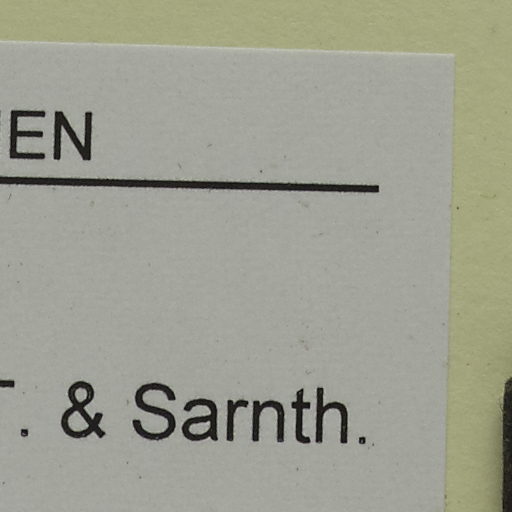 EN
. & Sarnth.